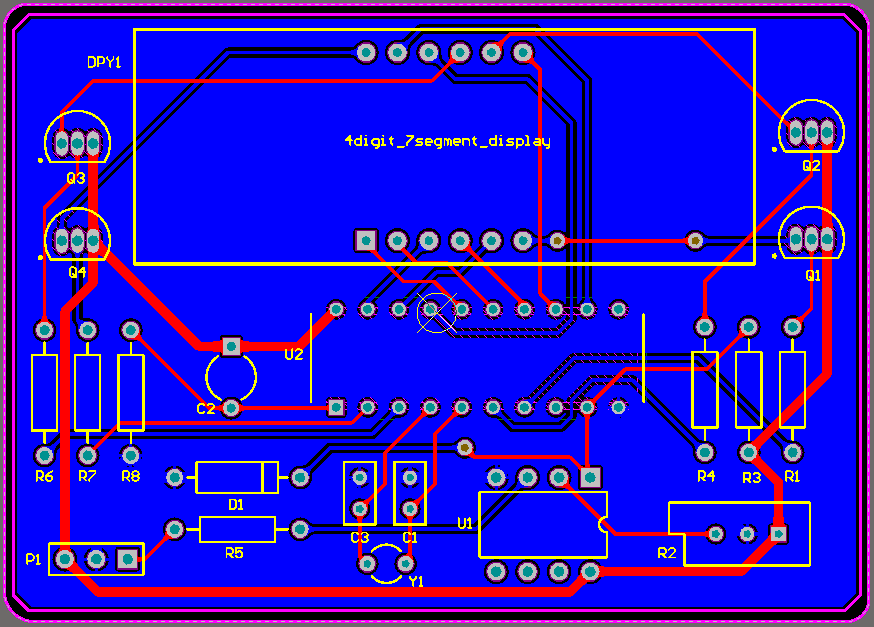 DPY1
4digit_7segment_display
Q3
Q2
Q4
Q1
U2
C2
R6
R7
R8
R4
R3
R1
D1
C3
C1
U1
R5
R2
P1
Y1